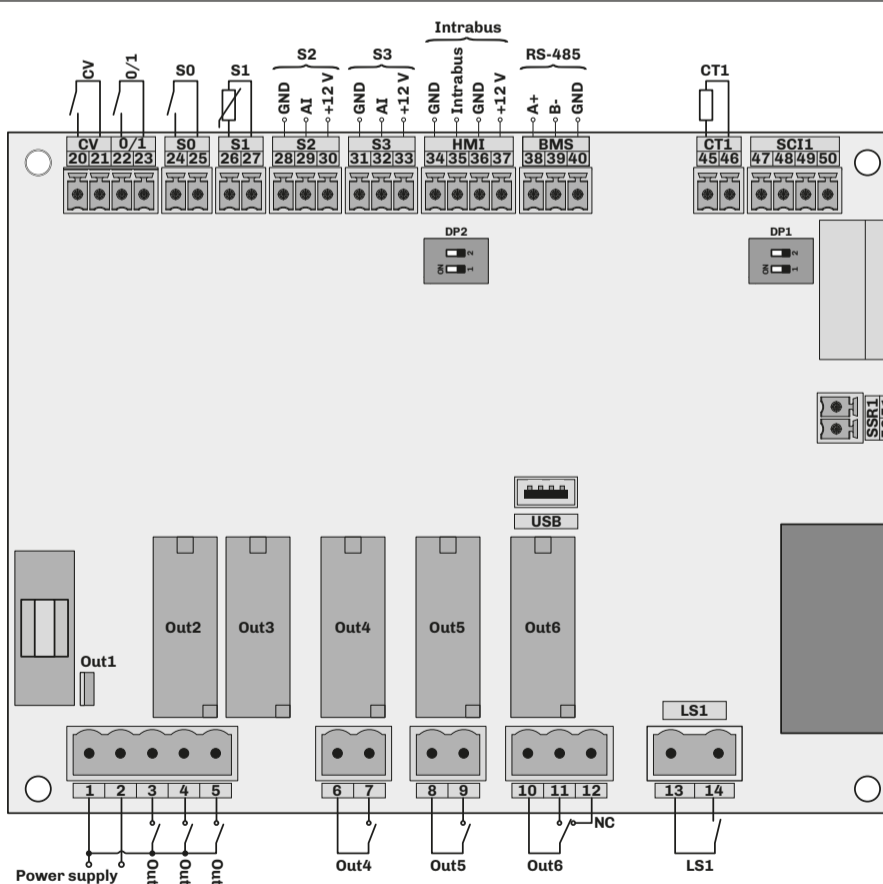 Intrabus
CV
0/1
S0
S1
S2
S3
RS-485
CT1
GND
AI
+12 V
GND
AI
+12 V
GND
Intrabus
GND
+12 V
A+
B-
GND
CV 0/1 S0 S1 S2 S3 HMI BMS CT1 SCI1
20 21 22 23 24 25 26 27 28 29 30 31 32 33 34 35 36 37 38 39 40 45 46 47 48 49 50
DP2
DP1
2
ON 1
2
ON 1
SSR1
USB
Out2 Out3 Out4 Out5 Out6
Out1
LS1
1 2 3 4 5 6 7 8 9 10 11 12 13 14
NC
Power supply
Out4 Out5 Out6 LS1